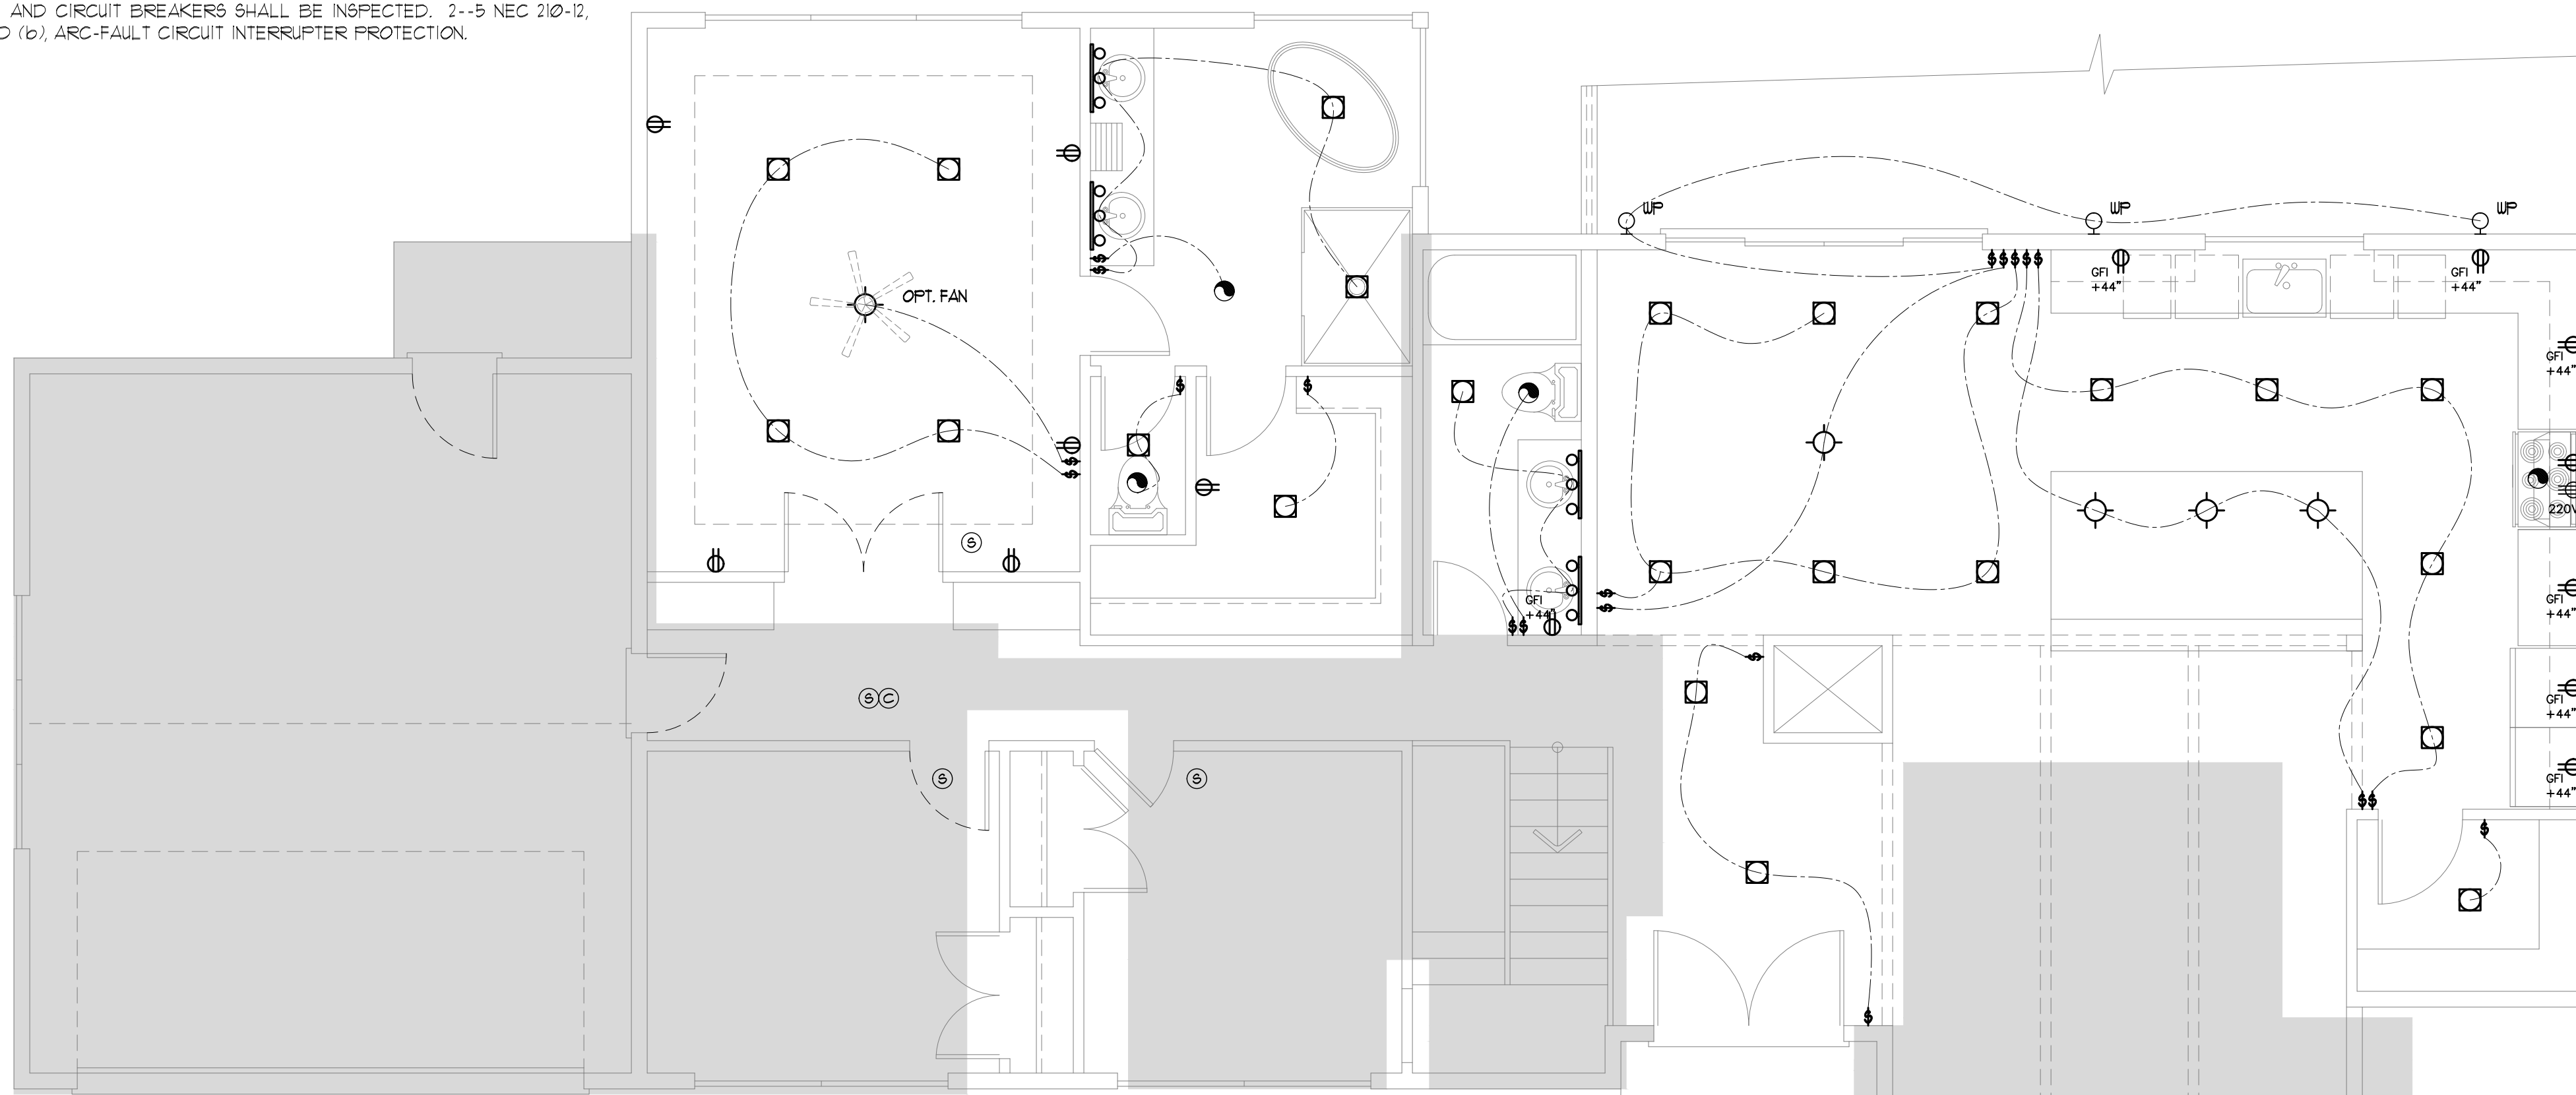 AND CIRCUIT BREAKERS SHALL BE INSPECTED. 2--5 NEC 210-12,
(b), ARC-FAULT CIRCUIT INTERRUPTER PROTECTION.
WP
WP
WP
OPT. FAN
GFI
+44"
GFI
+44"
GFI
+44"
220V
S
GFI
+44"
GFI
+44"
S C
GFI
+44"
S
S
GFI
+44"
$
$
$ $ $ $ $
$
$
$
$
$
$
$
$ $
$
$ $
$
$